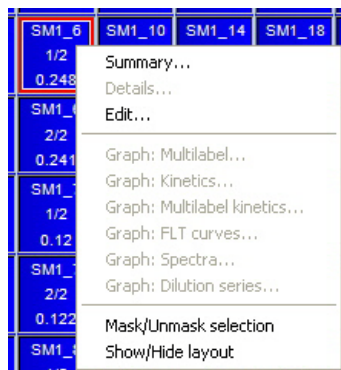 SM1_6 SM1_10 SM1_14 SM1_18
1/2
0.248
Summary...
Details...
Edit...
Graph: Multilabel...
Graph: Kinetics...
Graph: Multilabel kinetics...
Graph: FLT curves...
Graph: Spectra...
Graph: Dilution series...
Mask/Unmask selection
Show/Hide layout
2/2
0.241
1/2
0.12
2/2
0.122